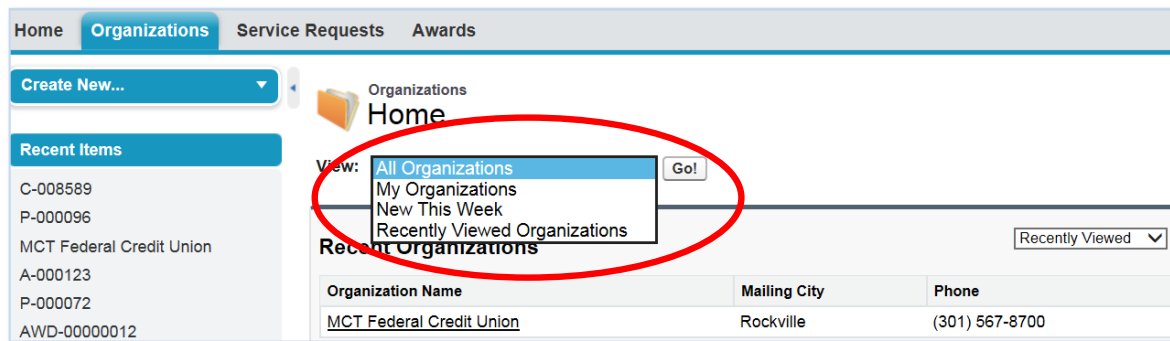 Home Organizations Service Requests Awards
Create New...
Recent Items
C-008589
P-000096
MCT Federal Credit Union
A-000123
P-000072
AWD-00000012
Organizations
Home
View: All Organizations Go!
My Organizations
New This Week
Recently Viewed Organizations
Recent Organizations Recently Viewed
Organization Name Mailing City Phone
MCT Federal Credit Union Rockville (301) 567-8700